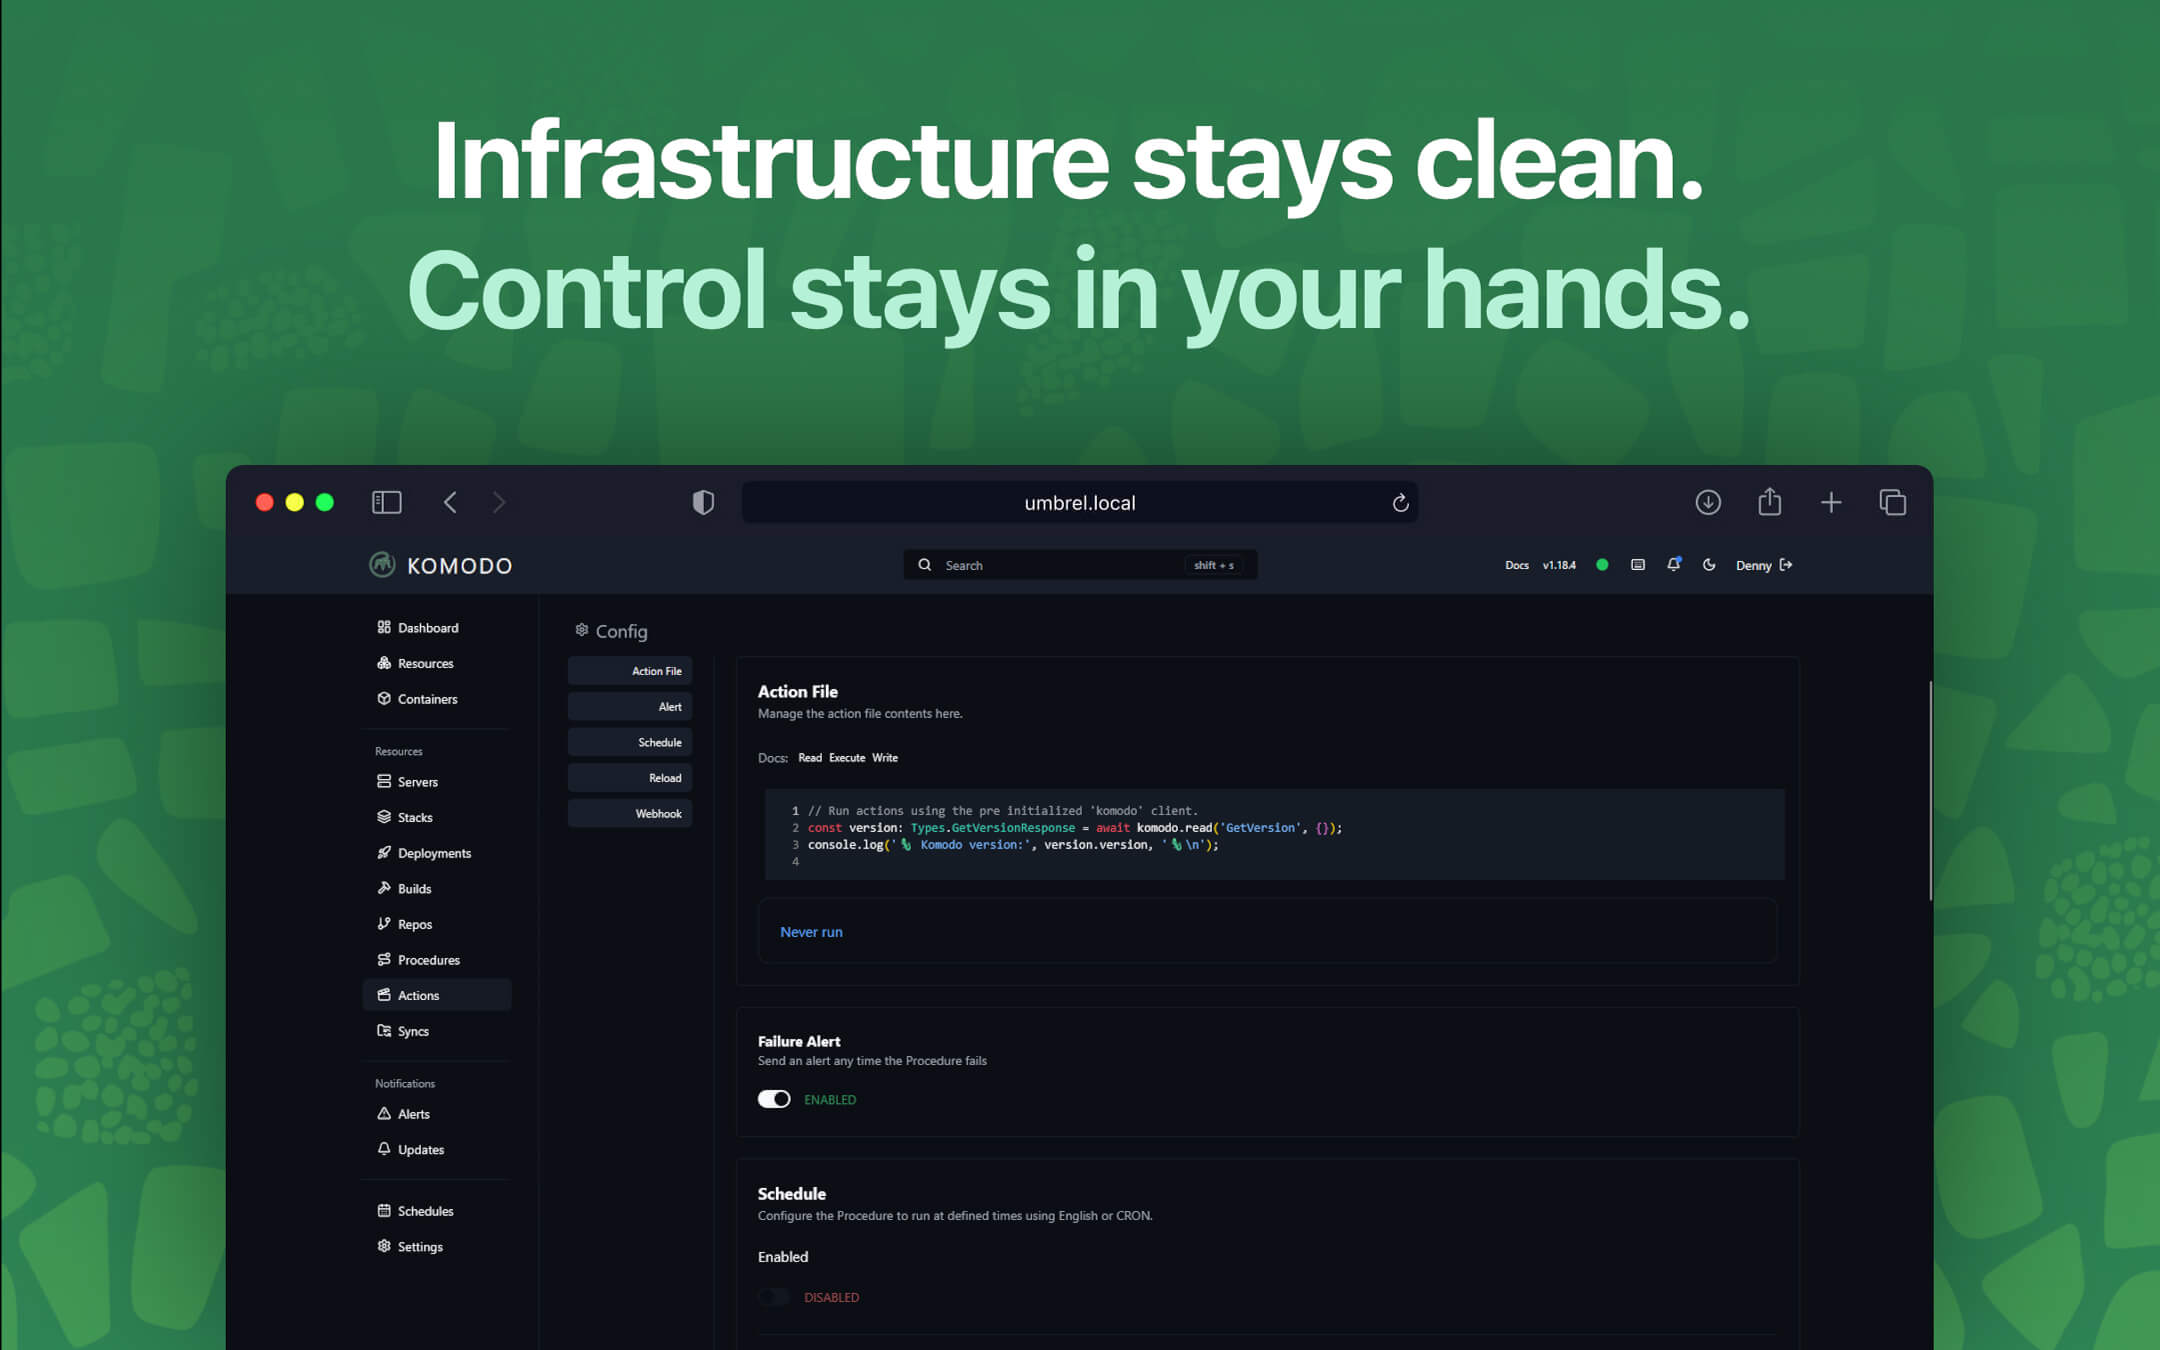 Infrastructure stays clean.
Control stays in your hands.
umbrel.local
KOMODO
Search
shift + s
Docs
v1.18.4
Denny
Dashboard
Resources
Containers
Resources
Servers
Stacks
Deployments
Builds
Repos
Procedures
Actions
Syncs
Notifications
Alerts
Updates
Schedules
Settings
Config
Action File
Alert
Schedule
Reload
Webhook
Action File
Manage the action file contents here.
Docs: Read Execute Write
1 // Run actions using the pre initialized 'komodo' client.
2 const version: Types.GetVersionResponse = await komodo.read('GetVersion', {});
3 console.log('🦎 Komodo version:', version.version, '🦎\n');
4
Never run
Failure Alert
Send an alert any time the Procedure fails
ENABLED
Schedule
Configure the Procedure to run at defined times using English or CRON.
Enabled
DISABLED